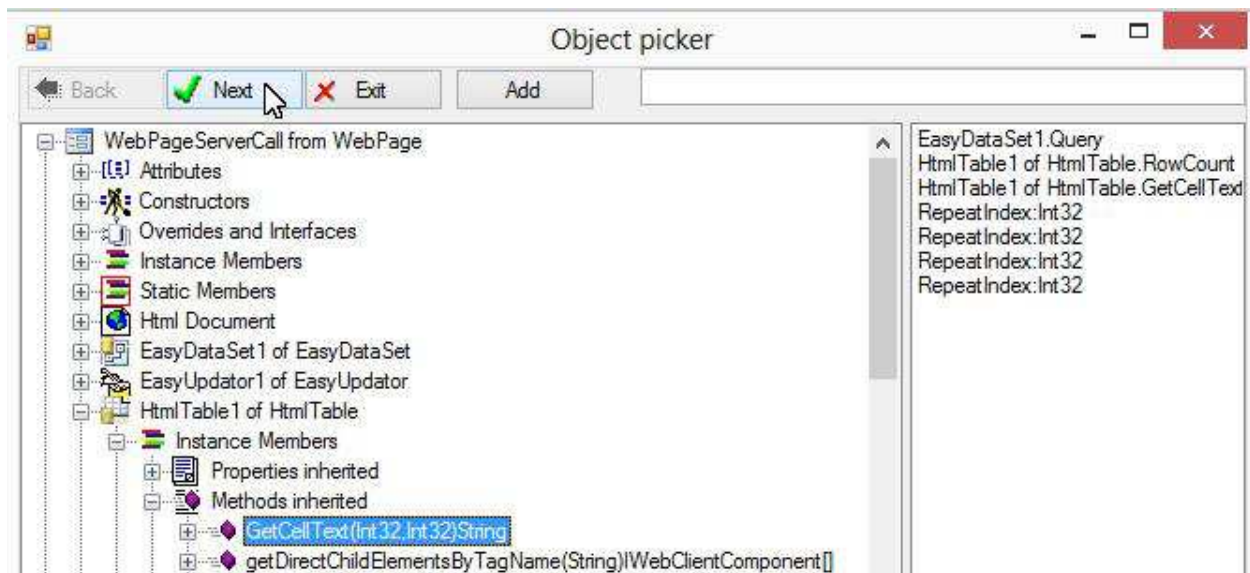 Object picker
Back Next Exit Add
WebPageServerCall from WebPage
Attributes
Constructors
Overrides and Interfaces
Instance Members
Static Members
Html Document
EasyDataSet1 of EasyDataSet
EasyUpdator1 of EasyUpdator
HtmlTable1 of HtmlTable
Instance Members
Properties inherited
Methods inherited
GetCellText(Int32,Int32)String
getDirectChildElementsByTagName(String)IWebClientComponent[]
EasyDataSet1.Query
HtmlTable1 of HtmlTable.RowCount
HtmlTable1 of HtmlTable.GetCellText
RepeatIndex:Int32
RepeatIndex:Int32
RepeatIndex:Int32
RepeatIndex:Int32